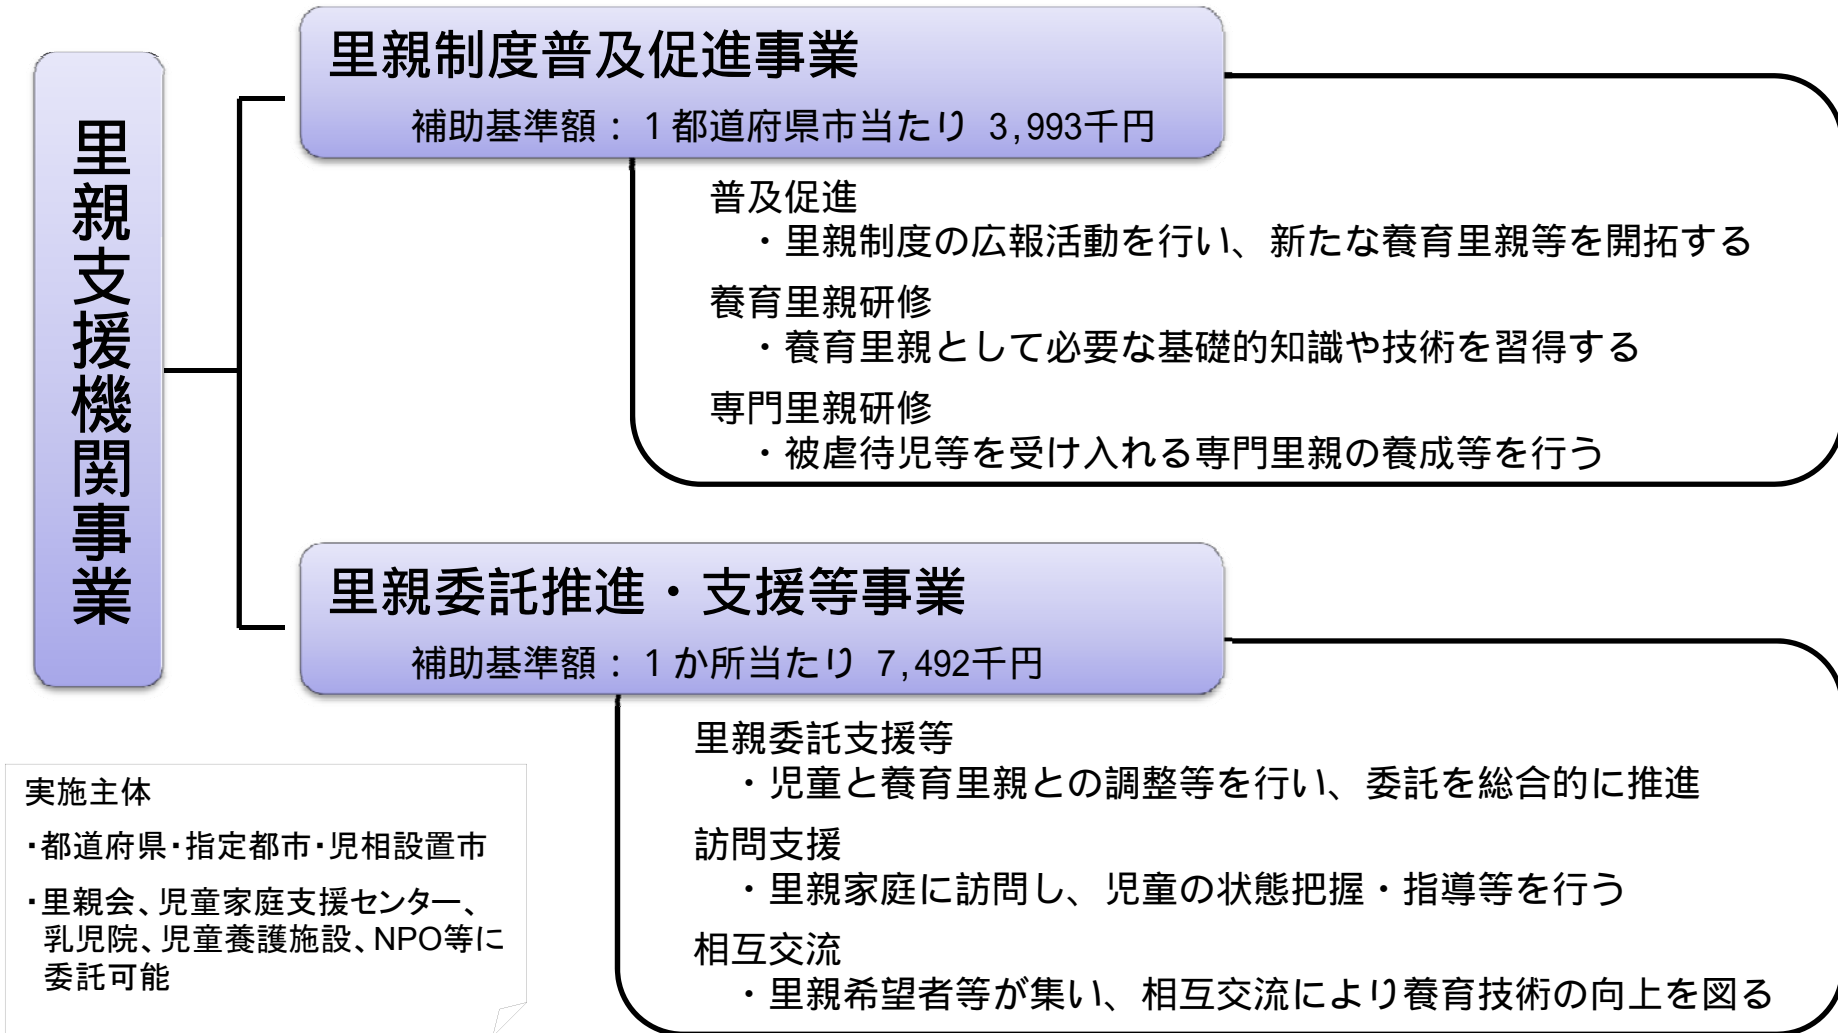 里親支援機関事業
里親制度普及促進事業
補助基準額：１都道府県市当たり 3,993千円
普及促進
・里親制度の広報活動を行い、新たな養育里親等を開拓する
養育里親研修
・養育里親として必要な基礎的知識や技術を習得する
専門里親研修
・被虐待児等を受け入れる専門里親の養成等を行う
里親委託推進・支援等事業
補助基準額：１か所当たり 7,492千円
里親委託支援等
・児童と養育里親との調整等を行い、委託を総合的に推進
訪問支援
・里親家庭に訪問し、児童の状態把握・指導等を行う
相互交流
・里親希望者等が集い、相互交流により養育技術の向上を図る
実施主体
・都道府県・指定都市・児相設置市
・里親会、児童家庭支援センター、
乳児院、児童養護施設、NPO等に
委託可能